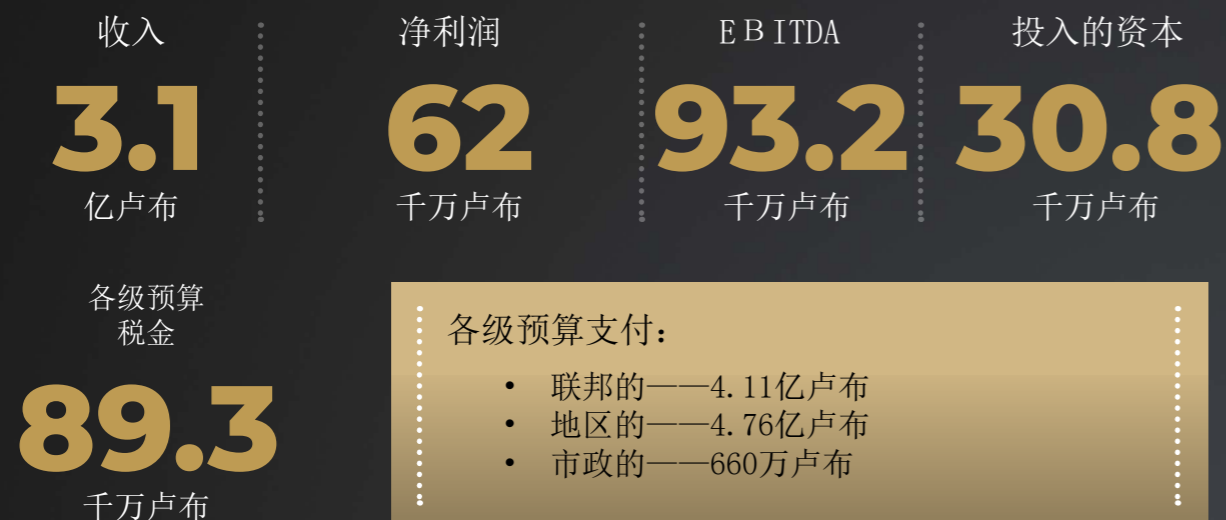 收入
3.1
亿卢布
净利润
62
千万卢布
EBITDA
93.2
千万卢布
投入的资本
30.8
千万卢布
各级预算
税金
89.3
千万卢布
各级预算支付：
• 联邦的——4.11亿卢布
• 地区的——4.76亿卢布
• 市政的——660万卢布